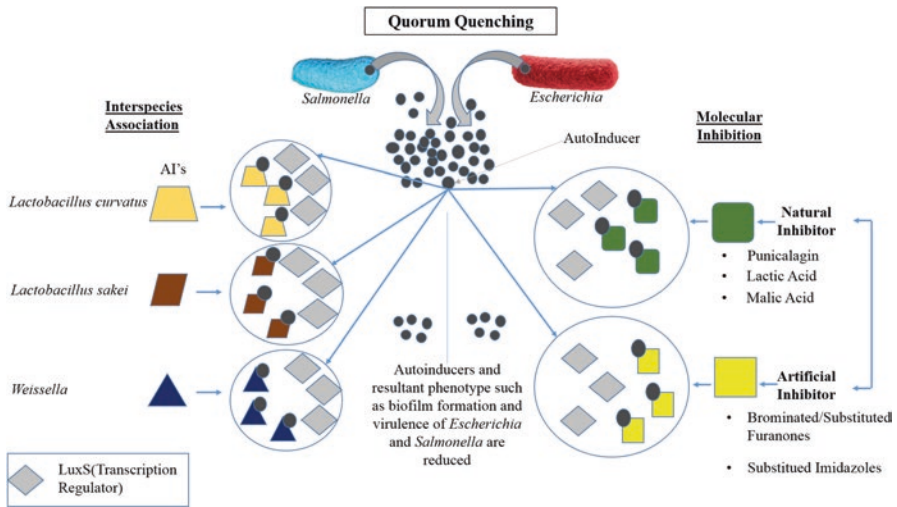 Quorum Quenching
Salmonella
Escherichia
Interspecies
Association
AI's
Lactobacillus curvatus
Lactobacillus sakei
Weissella
LuxS(Transcription
Regulator)
AutoInducer
Autoinducers and
resultant phenotype such
as biofilm formation and
virulence of Escherichia
and Salmonella are
reduced
Molecular
Inhibition
Natural
Inhibitor
• Punicalagin
• Lactic Acid
• Malic Acid
Artificial
Inhibitor
• Brominated/Substituted
Furanones
• Substitued Imidazoles